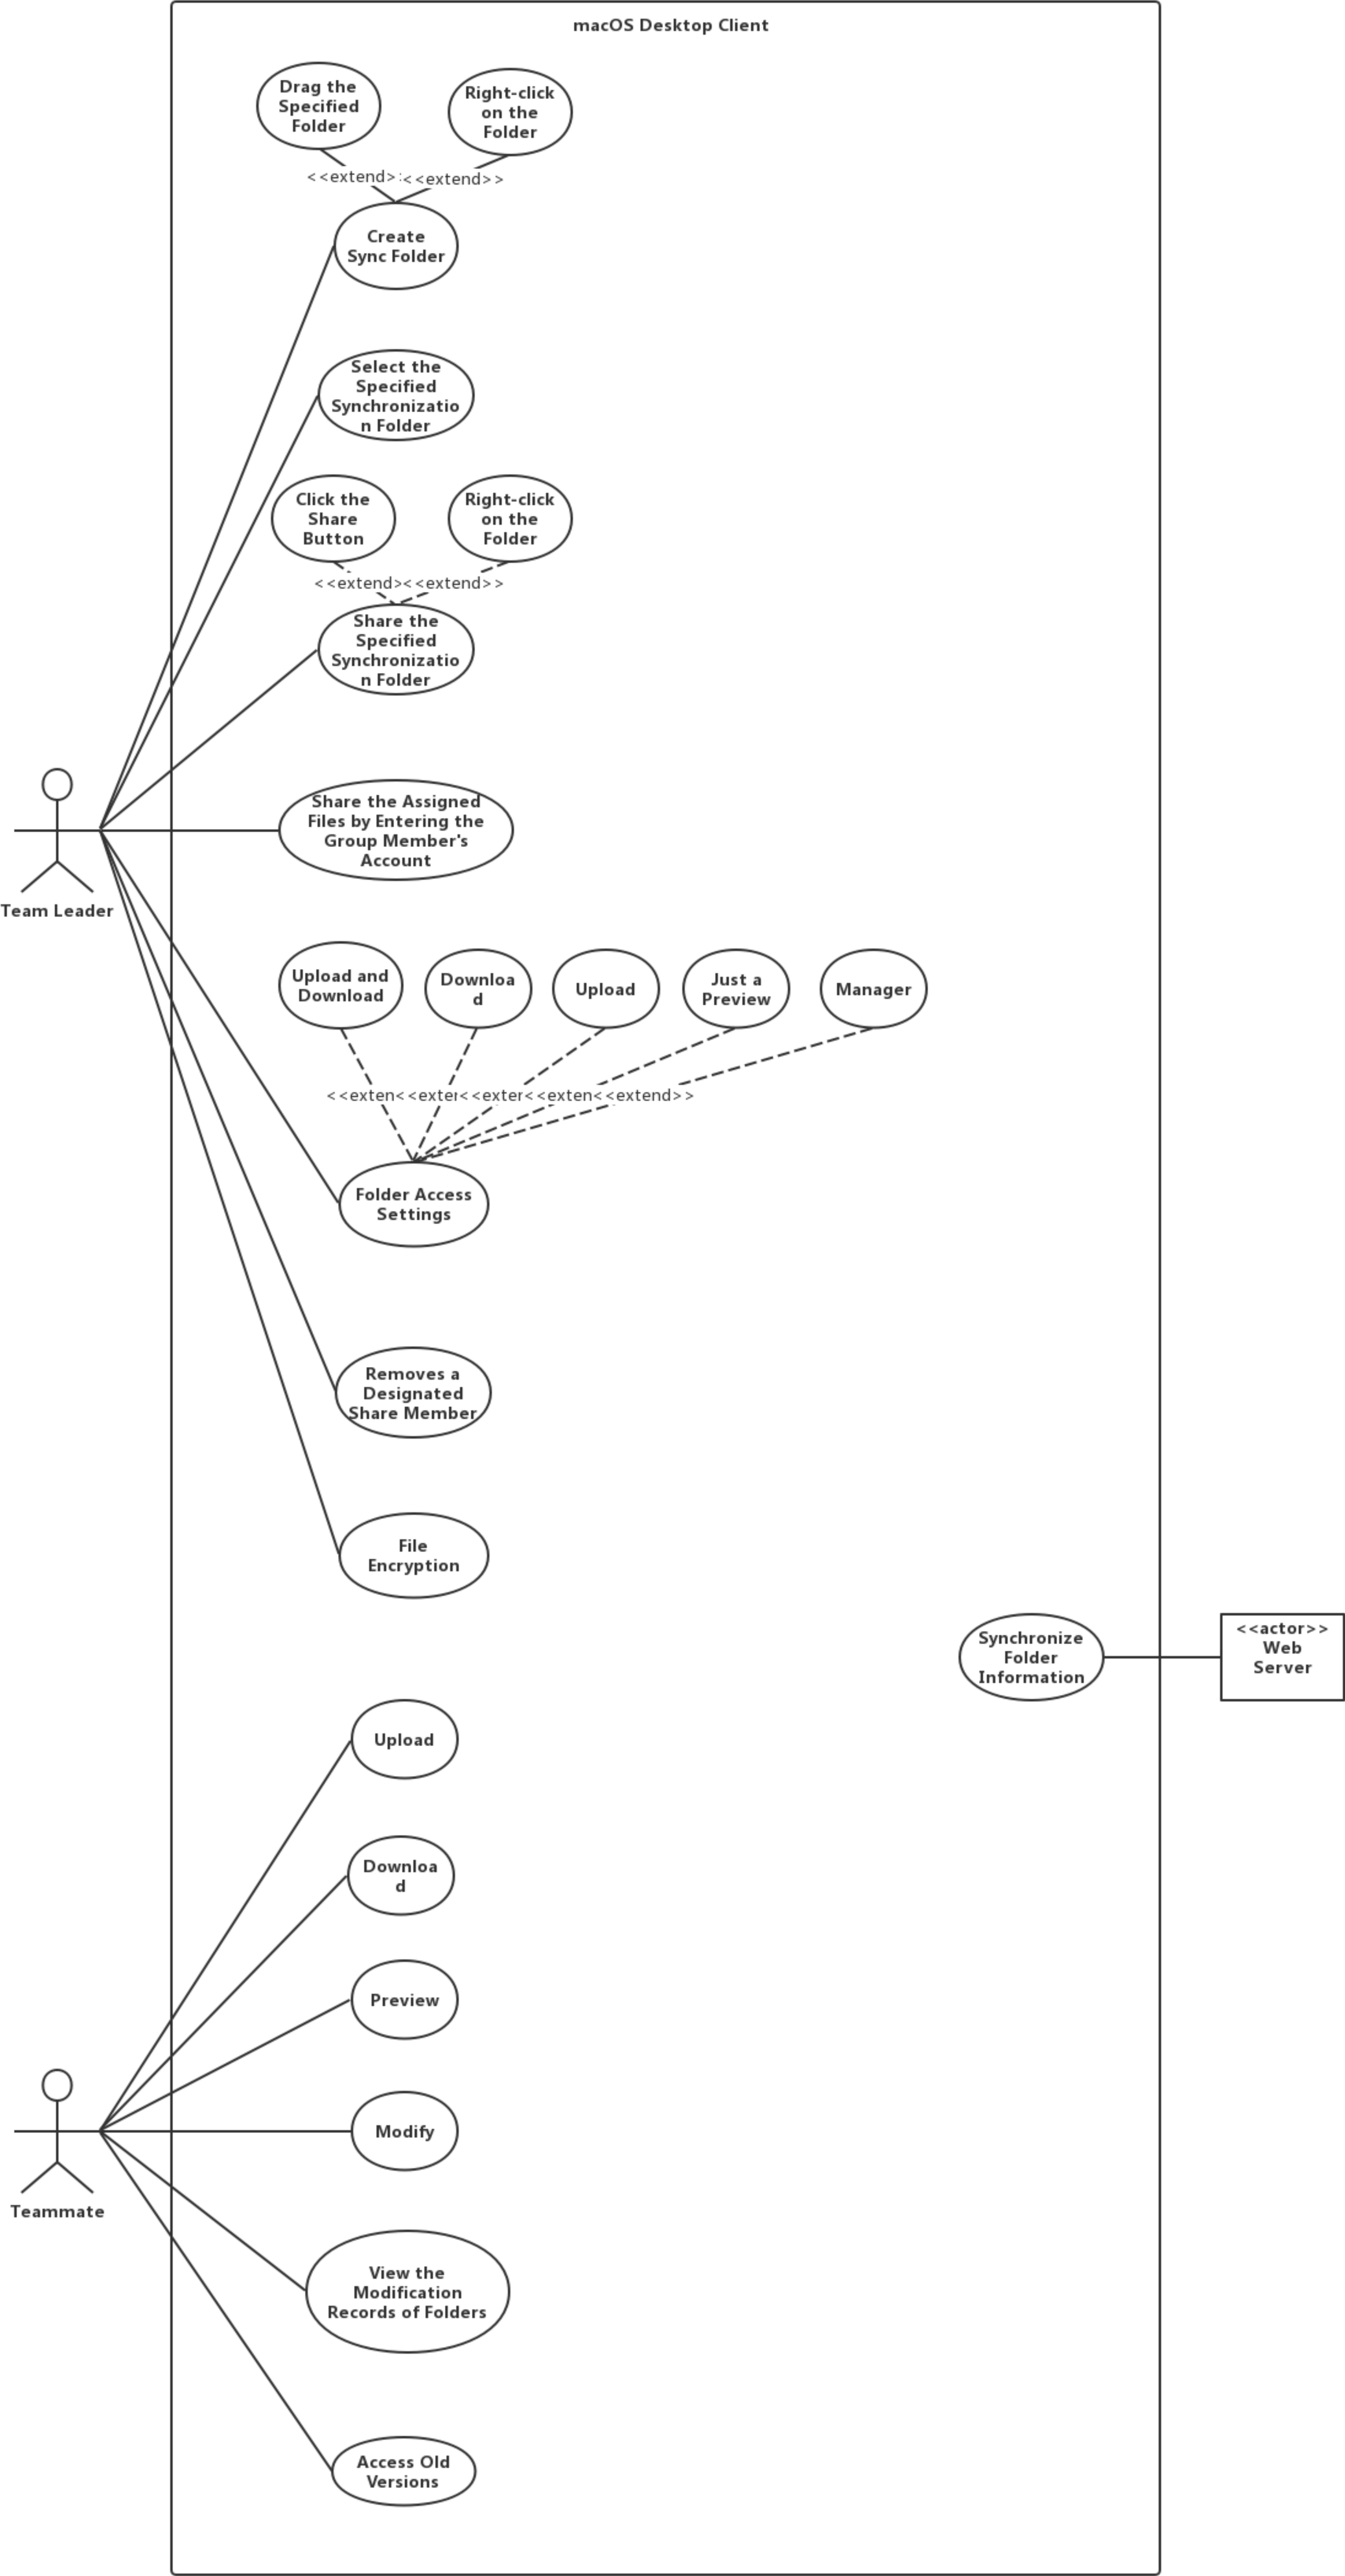 macOS Desktop Client
Drag the
Specified
Folder
Right-click
on the
Folder
<<extend>:
<<extend>>
Create
Sync Folder
Select the
Specified
Synchronizatio
n Folder
Click the
Share
Button
Right-click
on the
Folder
<<extend>
<<extend>>
Share the
Specified
Synchronizatio
n Folder
Share the Assigned
Files by Entering the
Group Member's
Account
Team Leader
Upload and
Download
Downloa
d
Upload
Just a
Preview
Manager
<<exten<<exter<<exter<<exten<<extend>>
Folder Access
Settings
Removes a
Designated
Share Member
File
Encryption
Synchronize
Folder
Information
<<actor>>
Web
Server
Upload
Downloa
d
Preview
Modify
Teammate
View the
Modification
Records of Folders
Access Old
Versions